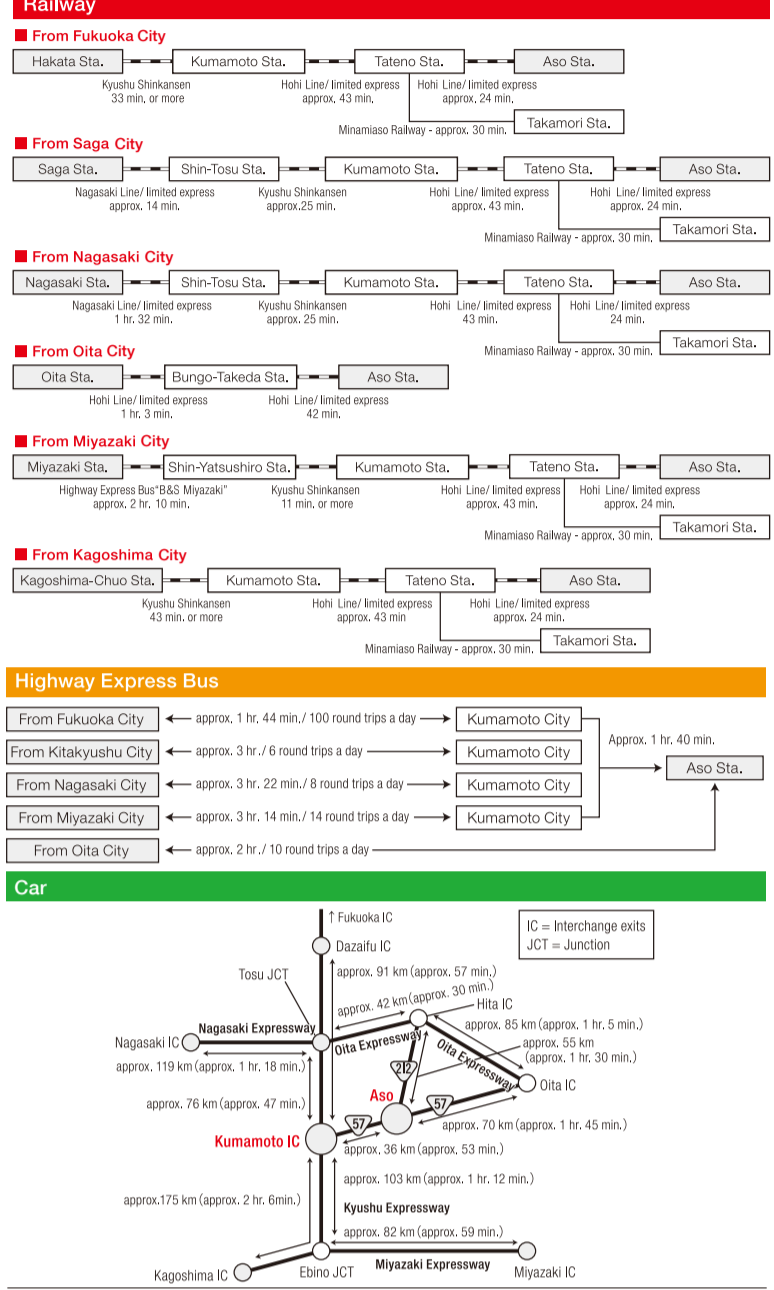 Railway
■ From Fukuoka City
Hakata Sta. Kumamoto Sta. Tateno Sta. Aso Sta.
Kyushu Shinkansen Hohi Line/ limited express Hohi Line/ limited express
33 min. or more approx. 43 min. approx. 24 min.
Minamiaso Railway - approx. 30 min. Takamori Sta.
■ From Saga City
Saga Sta. Shin-Tosu Sta. Kumamoto Sta. Tateno Sta. Aso Sta.
Nagasaki Line/ limited express Kyushu Shinkansen Hohi Line/ limited express Hohi Line/ limited express
approx. 14 min. approx.25 min. approx. 43 min. approx. 24 min.
Minamiaso Railway - approx. 30 min. Takamori Sta.
■ From Nagasaki City
Nagasaki Sta. Shin-Tosu Sta. Kumamoto Sta. Tateno Sta. Aso Sta.
Nagasaki Line/ limited express Kyushu Shinkansen Hohi Line/ limited express Hohi Line/ limited express
1 hr. 32 min. approx. 25 min. 43 min. 24 min.
Minamiaso Railway - approx. 30 min. Takamori Sta.
■ From Oita City
Oita Sta. Bungo-Takeda Sta. Aso Sta.
Hohi Line/ limited express Hohi Line/ limited express
1 hr. 3 min. 42 min.
■ From Miyazaki City
Miyazaki Sta. Shin-Yatsushiro Sta. Kumamoto Sta. Tateno Sta. Aso Sta.
Highway Express Bus"B&S Miyazaki" Kyushu Shinkansen Hohi Line/ limited express Hohi Line/ limited express
approx. 2 hr. 10 min. 11 min. or more approx. 43 min. approx. 24 min.
Minamiaso Railway - approx. 30 min. Takamori Sta.
■ From Kagoshima City
Kagoshima-Chuo Sta. Kumamoto Sta. Tateno Sta. Aso Sta.
Kyushu Shinkansen Hohi Line/ limited express Hohi Line/ limited express
43 min. or more approx. 43 min approx. 24 min.
Minamiaso Railway - approx. 30 min. Takamori Sta.
Highway Express Bus
From Fukuoka City approx. 1 hr. 44 min./ 100 round trips a day Kumamoto City
Approx. 1 hr. 40 min.
From Kitakyushu City approx. 3 hr./ 6 round trips a day Kumamoto City
Aso Sta.
From Nagasaki City approx. 3 hr. 22 min./ 8 round trips a day Kumamoto City
From Miyazaki City approx. 3 hr. 14 min./ 14 round trips a day Kumamoto City
From Oita City approx. 2 hr./ 10 round trips a day
Car
↑ Fukuoka IC
IC = Interchange exits
JCT = Junction
Dazaifu IC
Tosu JCT
approx. 91 km (approx. 57 min.)
approx. 42 km (approx. 30 min.)
Hita IC
Nagasaki Expressway
approx. 85 km (approx. 1 hr. 5 min.)
Nagasaki IC
Oita Expressway
Oita Expressway
approx. 55 km
(approx. 1 hr. 30 min.)
approx. 119 km (approx. 1 hr. 18 min.)
212
Oita IC
approx. 76 km (approx. 47 min.)
Aso
57
57
approx. 70 km (approx. 1 hr. 45 min.)
Kumamoto IC
approx. 36 km (approx. 53 min.)
approx. 103 km (approx. 1 hr. 12 min.)
approx.175 km (approx. 2 hr. 6min.)
Kyushu Expressway
approx. 82 km (approx. 59 min.)
Kagoshima IC
Ebino JCT
Miyazaki Expressway
Miyazaki IC